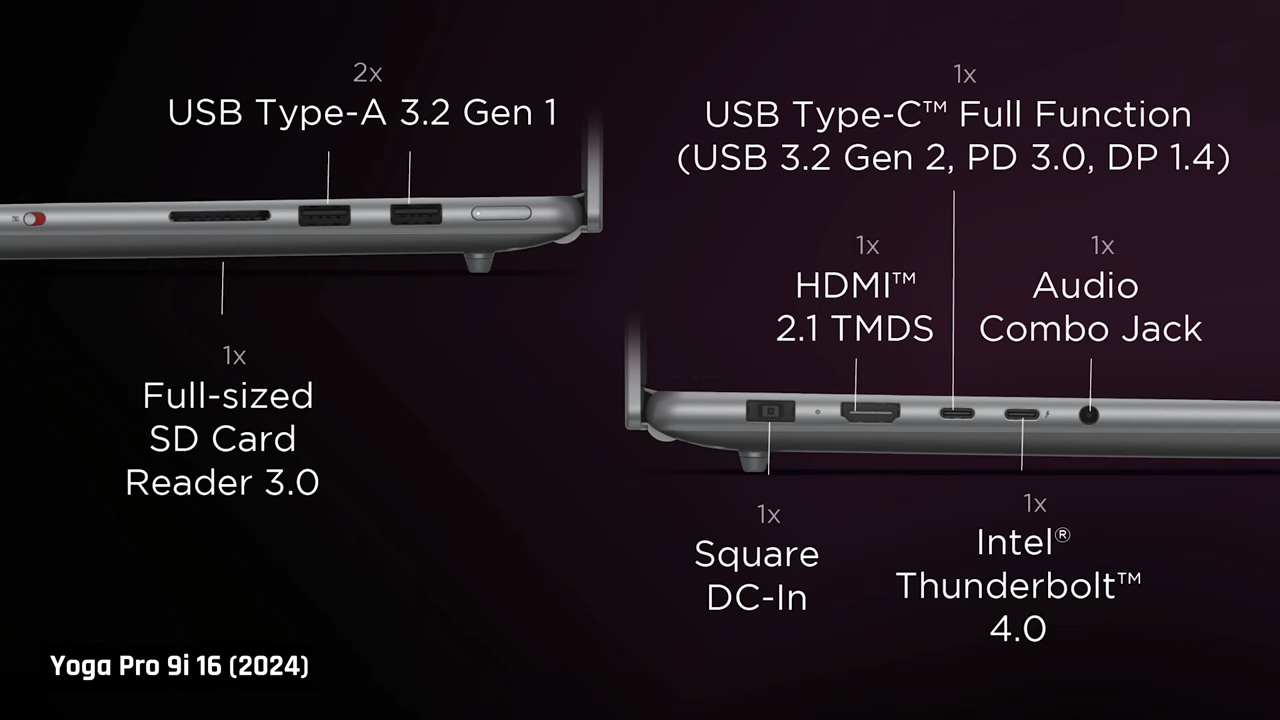 2x
USB Type-A 3.2 Gen 1
1x
Full-sized
SD Card
Reader 3.0
1x
USB Type-C™ Full Function
(USB 3.2 Gen 2, PD 3.0, DP 1.4)
1x
HDMI™
2.1 TMDS
1x
Audio
Combo Jack
1x
Square
DC-In
1x
Intel®
Thunderbolt™
4.0
Yoga Pro 9i 16 (2024)